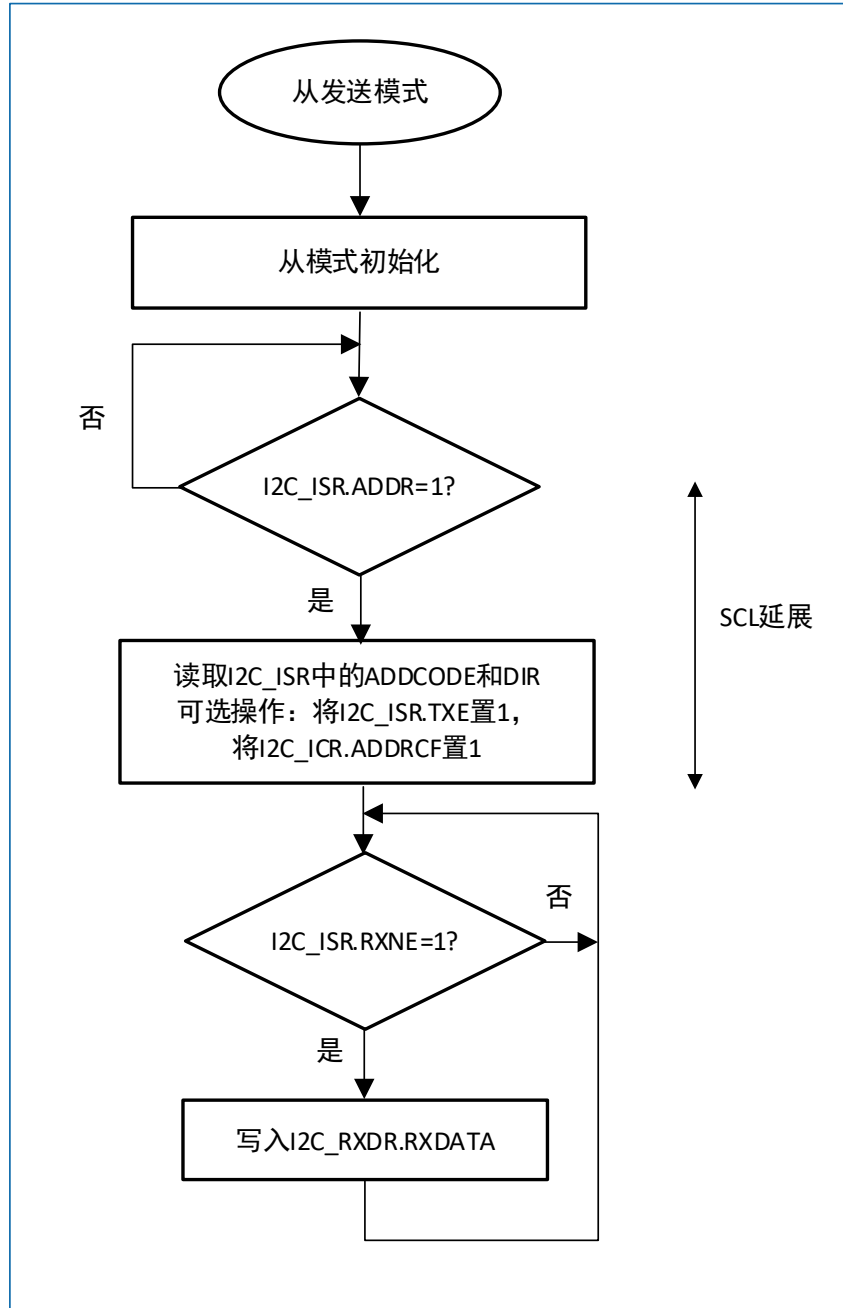 从发送模式
从模式初始化
否
I2C_ISR.ADDR=1?
是
SCL延展
读取I2C_ISR中的ADDCODE和DIR
可选操作：将I2C_ISR.TXE置1，
将I2C_ICR.ADDRCF置1
否
I2C_ISR.RXNE=1?
是
写入I2C_RXDR.RXDATA